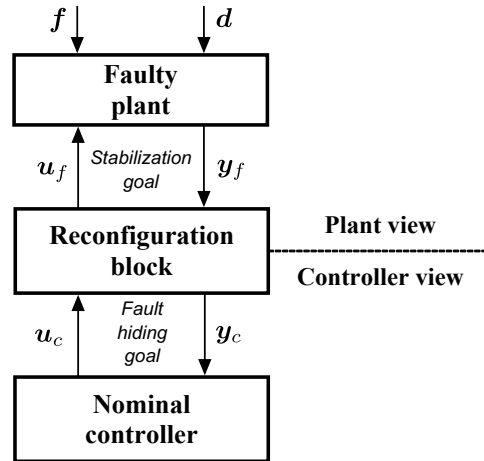 f
d
Faulty
plant
u_f
Stabilization
goal
y_f
Plant view
Reconfiguration
block
Controller view
u_c
Fault
hiding
goal
y_c
Nominal
controller